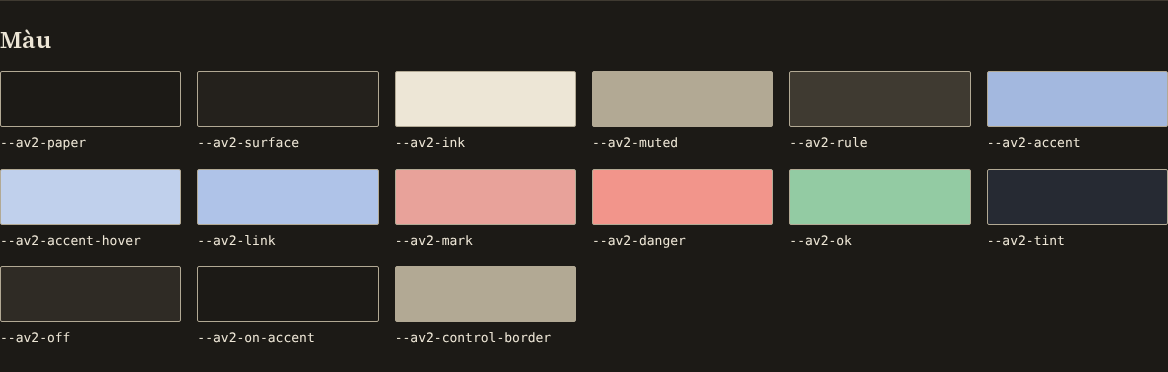 Màu
--av2-paper --av2-surface --av2-ink --av2-muted --av2-rule --av2-accent
--av2-accent-hover --av2-link --av2-mark --av2-danger --av2-ok --av2-tint
--av2-off --av2-on-accent --av2-control-border